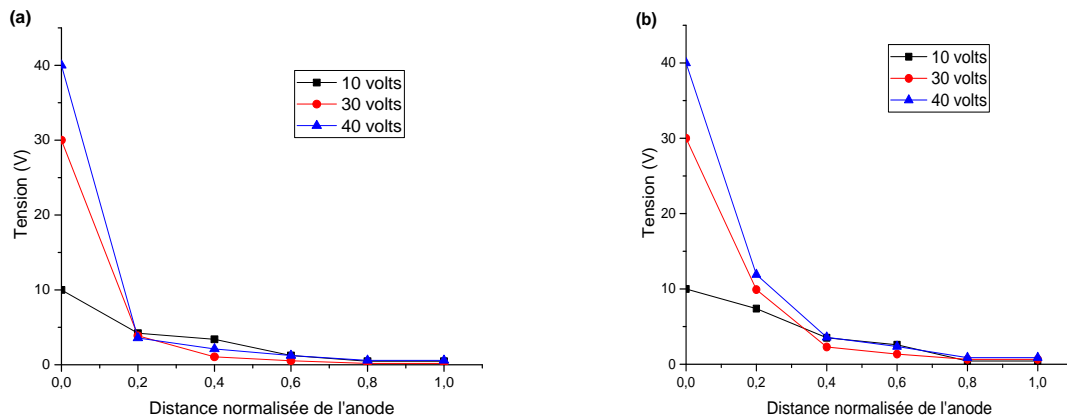 (a)
40
30
20
10
0
Tension (V)
10 volts
30 volts
40 volts
0,0 0,2 0,4 0,6 0,8 1,0
Distance normalisée de l'anode
(b)
40
30
20
10
0
Tension (V)
10 volts
30 volts
40 volts
0,0 0,2 0,4 0,6 0,8 1,0
Distance normalisée de l'anode